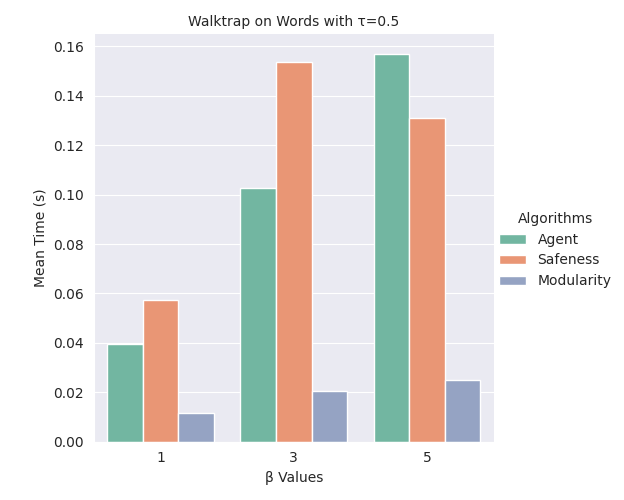 Walktrap on Words with τ=0.5
0.16
0.14
0.12
0.10
0.08
0.06
0.04
0.02
0.00
Mean Time (s)
1
3
5
β Values
Algorithms
Agent
Safeness
Modularity